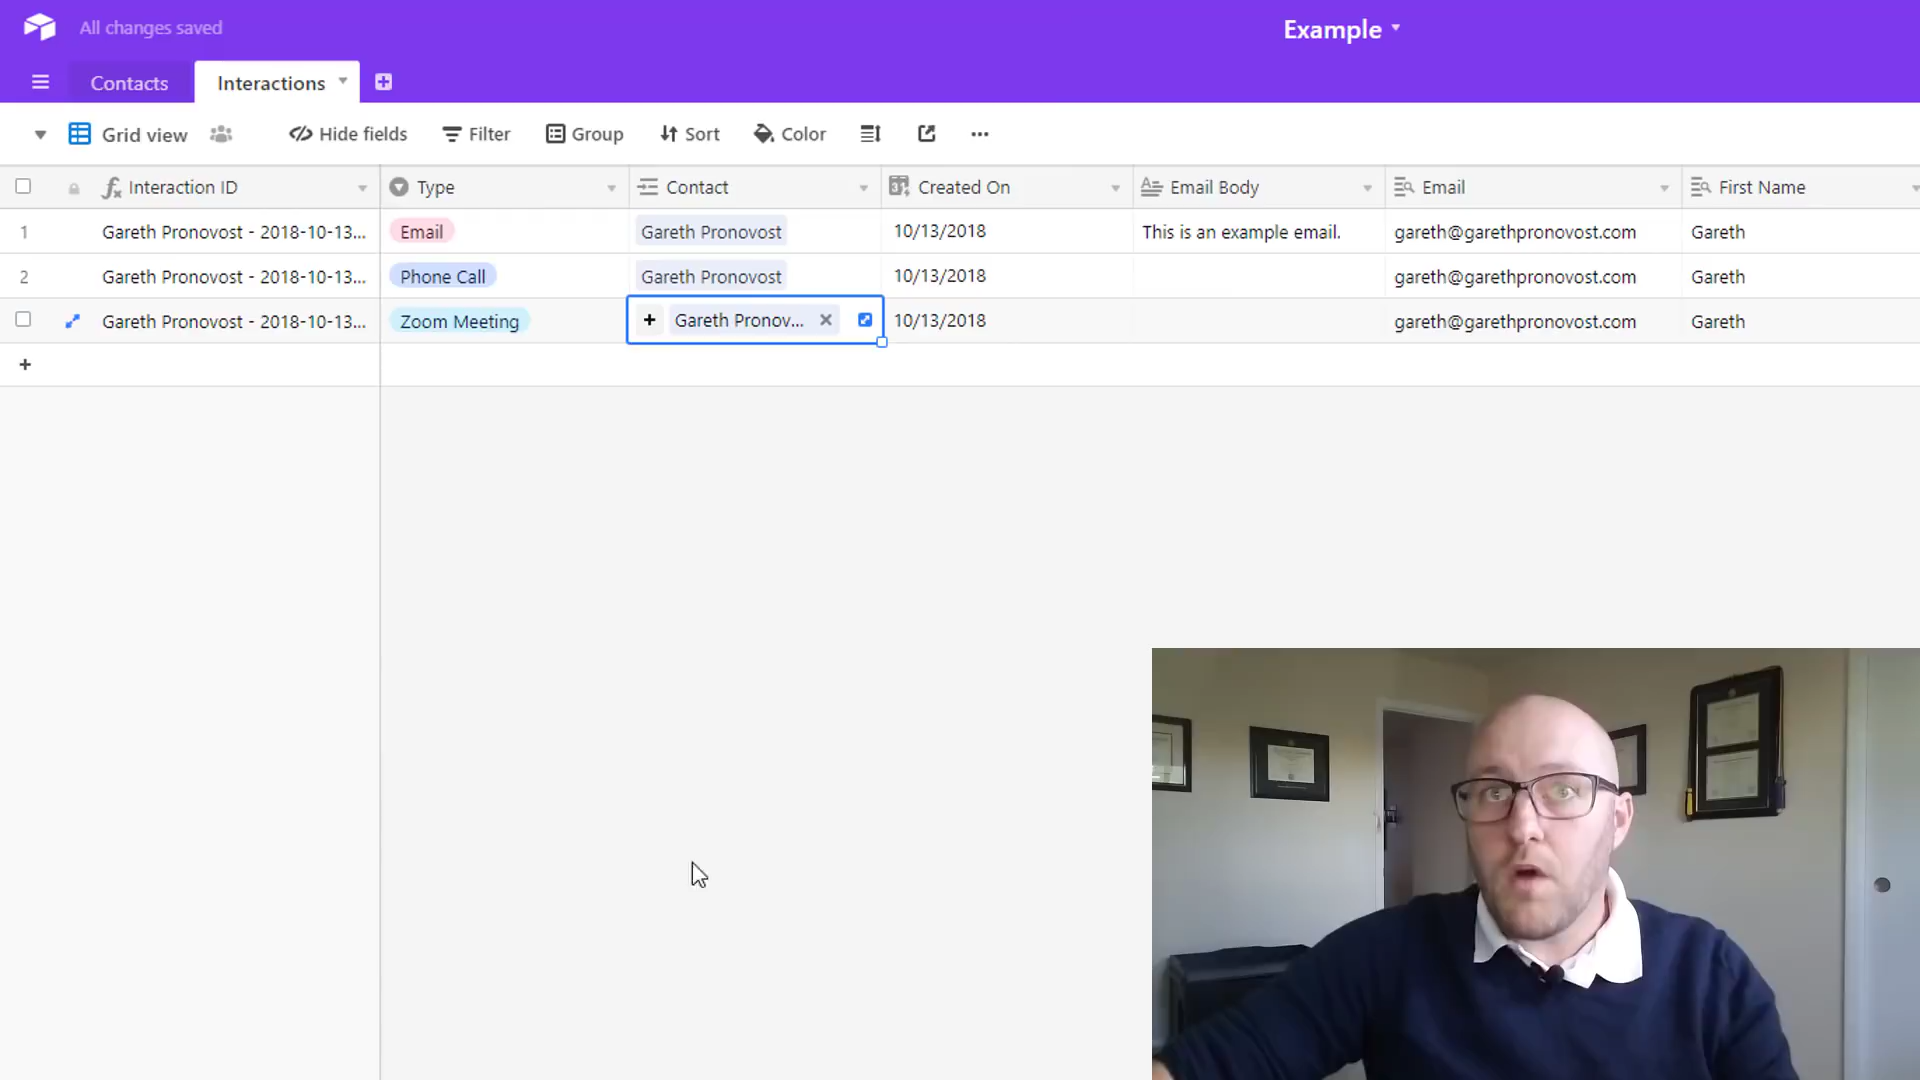 All changes saved
Example
Contacts
Interactions
Grid view
Hide fields
Filter
Group
Sort
Color
Interaction ID
Type
Contact
Created On
Email Body
Email
First Name
1
Gareth Pronovost - 2018-10-13...
Email
Gareth Pronovost
10/13/2018
This is an example email.
gareth@garethpronovost.com
Gareth
2
Gareth Pronovost - 2018-10-13...
Phone Call
Gareth Pronovost
10/13/2018
gareth@garethpronovost.com
Gareth
Gareth Pronovost - 2018-10-13...
Zoom Meeting
Gareth Pronov...
10/13/2018
gareth@garethpronovost.com
Gareth